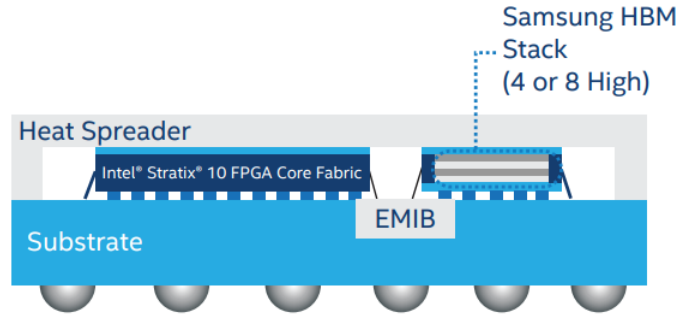 Samsung HBM
Stack
(4 or 8 High)
Heat Spreader
Intel® Stratix® 10 FPGA Core Fabric
EMIB
Substrate